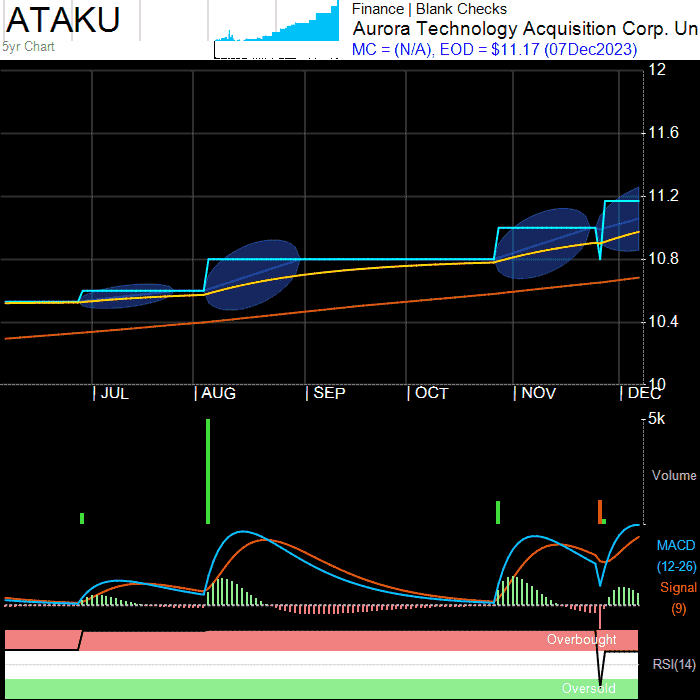 ATAKU
5yr Chart
Finance | Blank Checks
Aurora Technology Acquisition Corp. Un
MC = (N/A), EOD = $11.17 (07Dec2023)
12
11.6
11.2
10.8
10.4
10
JUL AUG SEP OCT NOV DEC
5k
Volume
MACD
(12-26)
Signal
(9)
Overbought
RSI(14)
Oversold